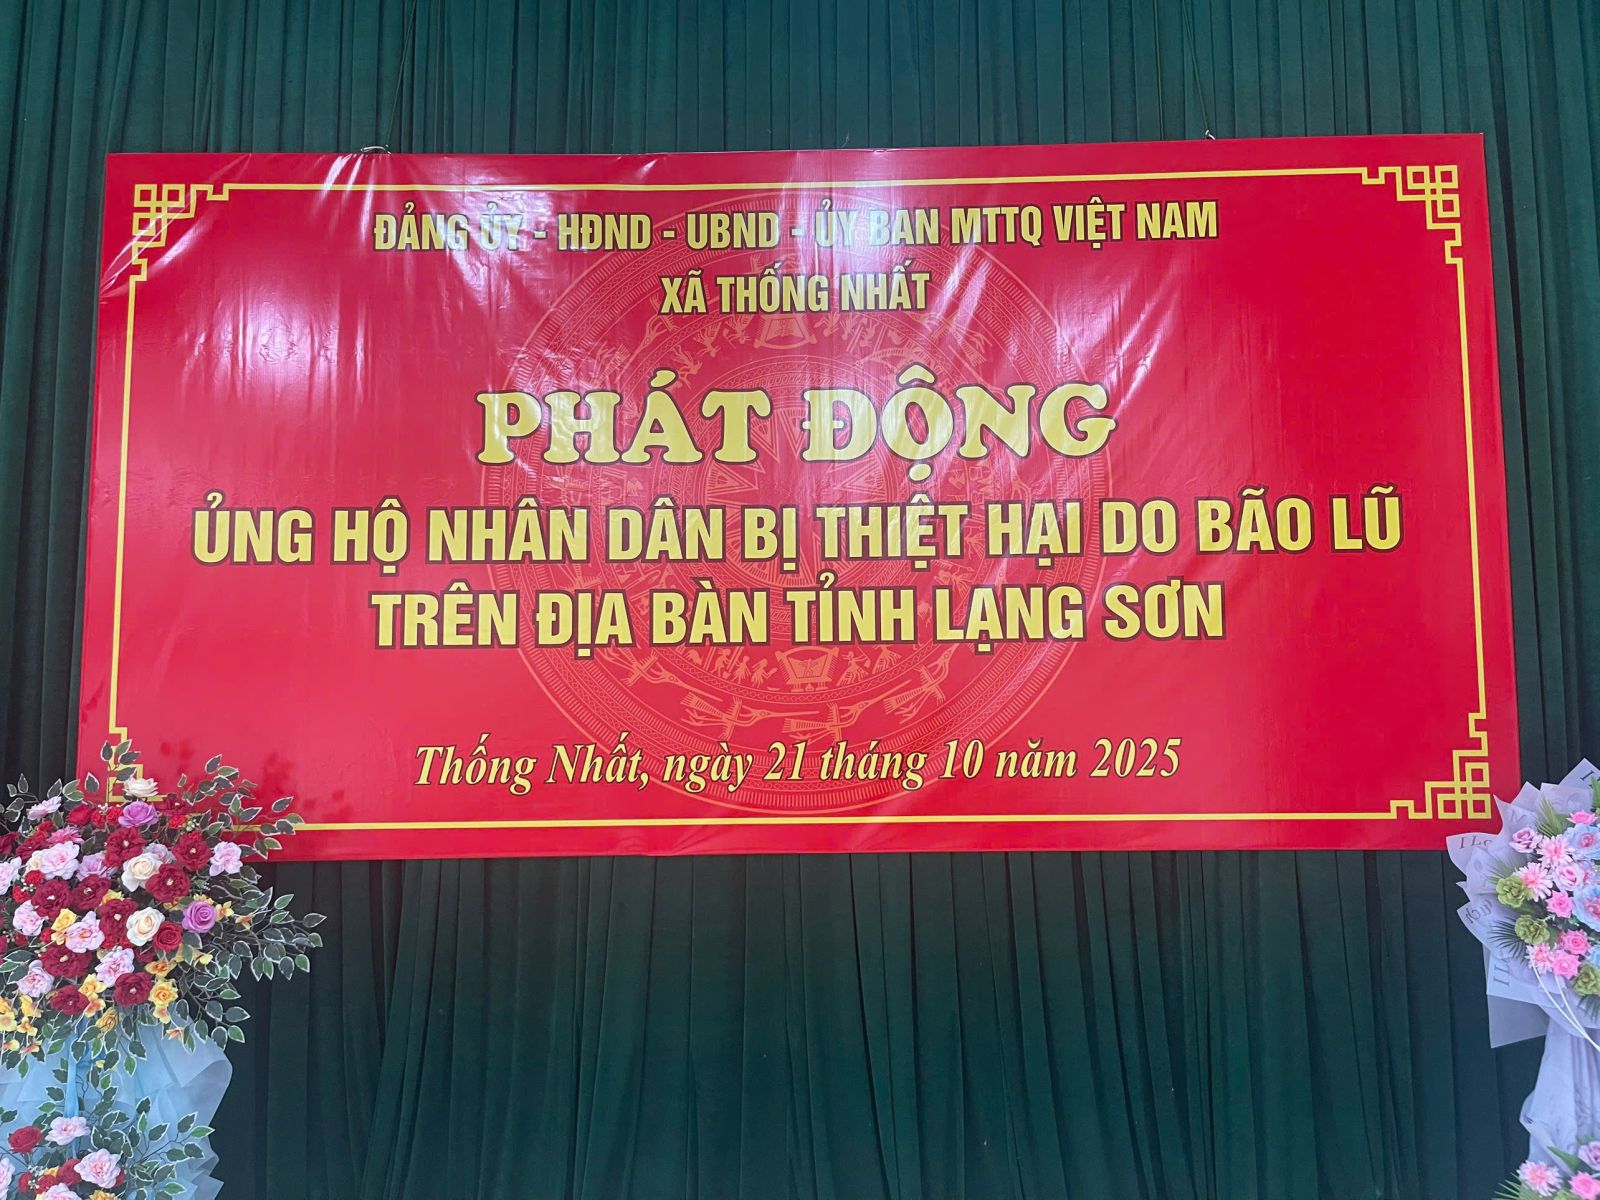 ĐẢNG ỦY - HĐND - UBND - ỦY BAN MTTQ VIỆT NAM
XÃ THỐNG NHẤT
PHÁT ĐỘNG
ỦNG HỘ NHÂN DÂN BỊ THIỆT HẠI DO BÃO LŨ
TRÊN ĐỊA BÀN TỈNH LẠNG SƠN
Thống Nhất, ngày 21 tháng 10 năm 2025